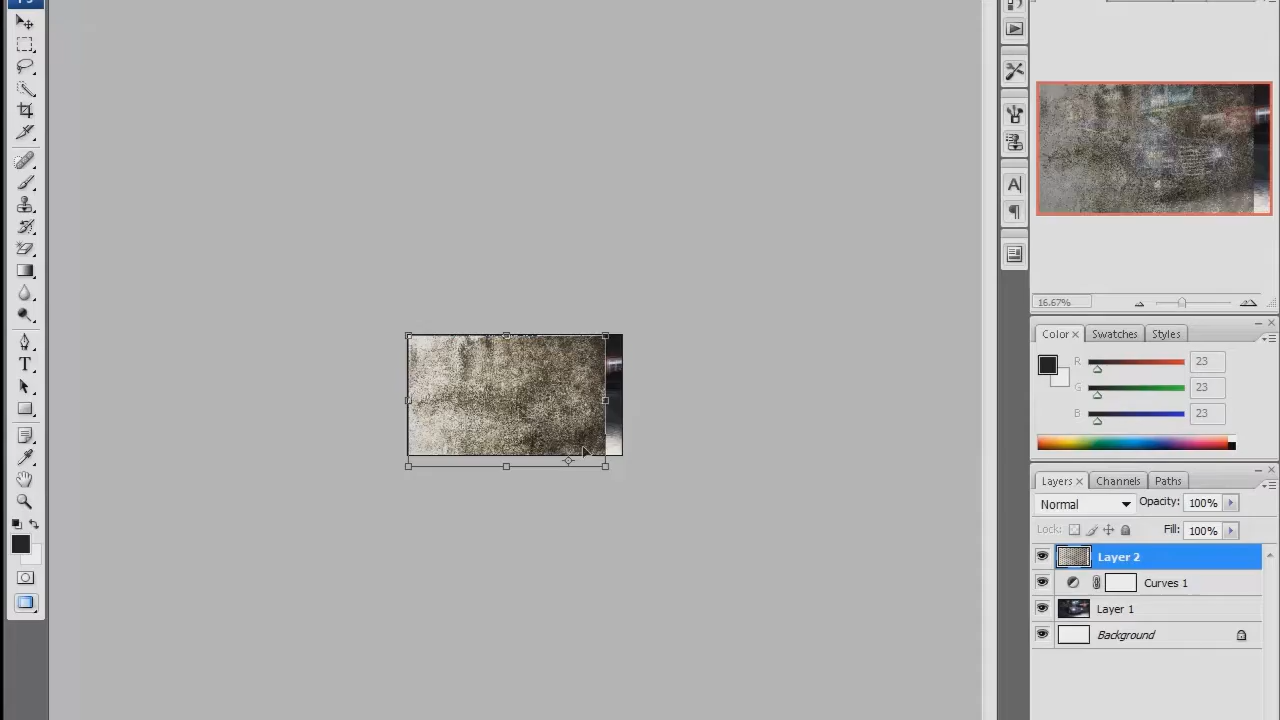 16.67%
Color × Swatches Styles
R 23
G 23
B 23
Layers × Channels Paths
Normal Opacity: 100%
Lock: Fill: 100%
Layer 2
Curves 1
Layer 1
Background
A
T